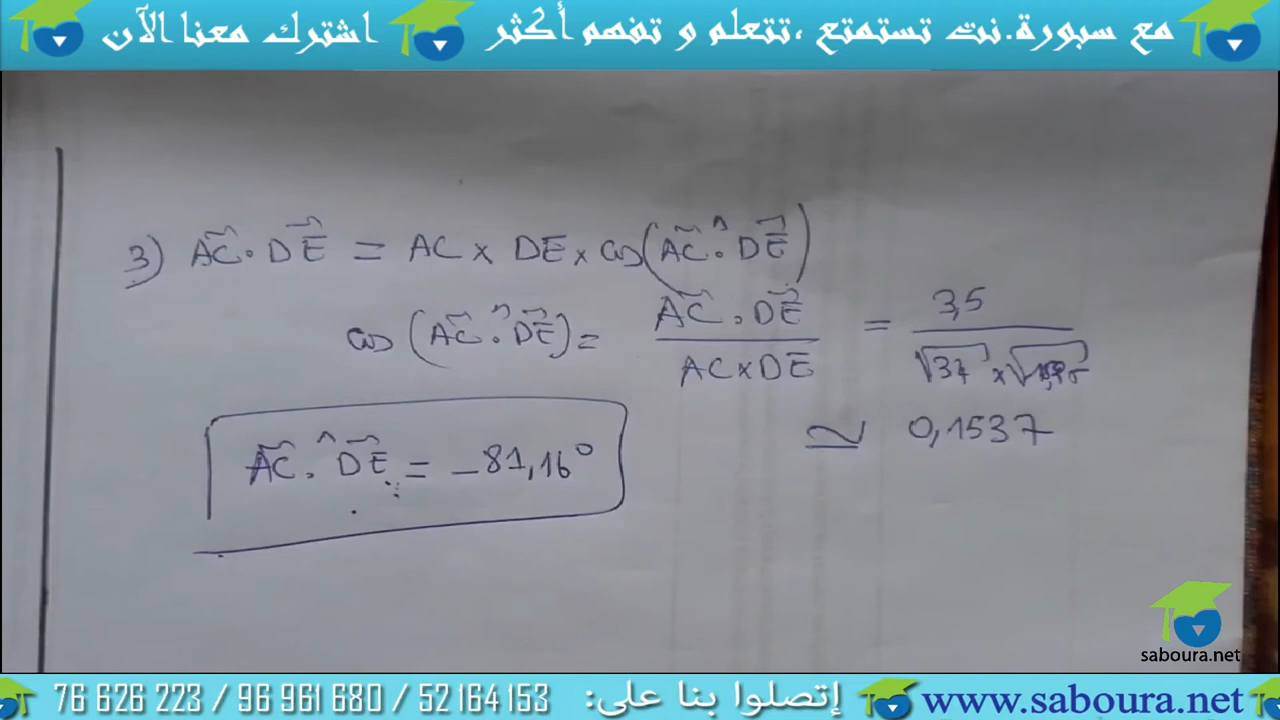 مع سبورة.نت تستمتع ،تتعلم و تفهم أكثر اشترك معنا الآن
3) AC⃗ . DE⃗ = AC × DE × cos(AC⃗ ^. DE⃗)
cos (AC⃗ ^. DE⃗) = AC⃗ . DE⃗ / AC × DE = 3,5 / √37 ×
≃ 0,1537
AC⃗ ^. DE⃗ = -81,16°
saboura.net
76 626 223 / 96 961 680 / 52 164 153 إتصلوا بنا على: www.saboura.net